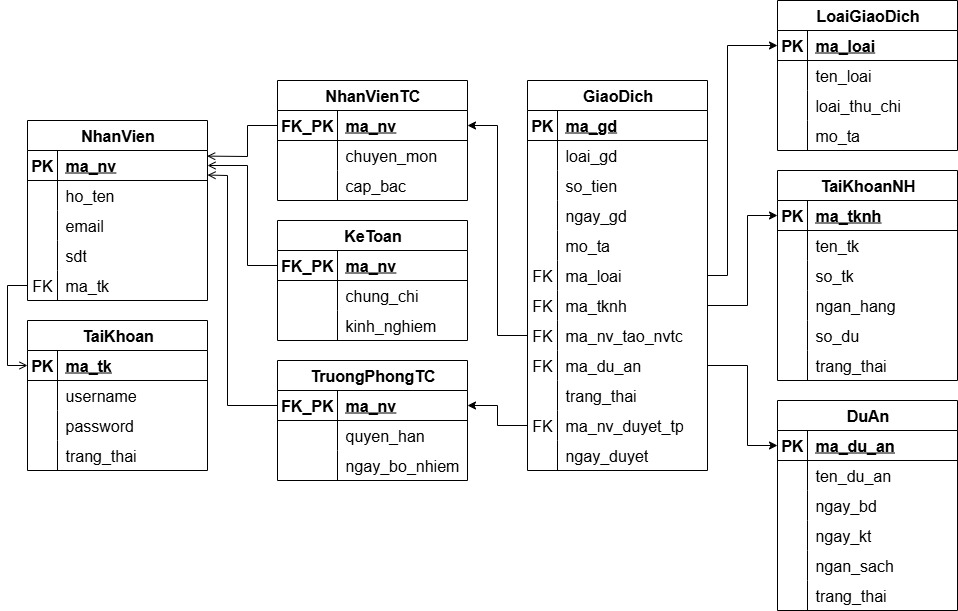 NhanVien
PK ma_nv
ho_ten
email
sdt
FK ma_tk
TaiKhoan
PK ma_tk
username
password
trang_thai
NhanVienTC
FK_PK ma_nv
chuyen_mon
cap_bac
KeToan
FK_PK ma_nv
chung_chi
kinh_nghiem
TruongPhongTC
FK_PK ma_nv
quyen_han
ngay_bo_nhiem
GiaoDich
PK ma_gd
loai_gd
so_tien
ngay_gd
mo_ta
FK ma_loai
FK ma_tknh
FK ma_nv_tao_nvtc
FK ma_du_an
trang_thai
FK ma_nv_duyet_tp
ngay_duyet
LoaiGiaoDich
PK ma_loai
ten_loai
loai_thu_chi
mo_ta
TaiKhoanNH
PK ma_tknh
ten_tk
so_tk
ngan_hang
so_du
trang_thai
DuAn
PK ma_du_an
ten_du_an
ngay_bd
ngay_kt
ngan_sach
trang_thai